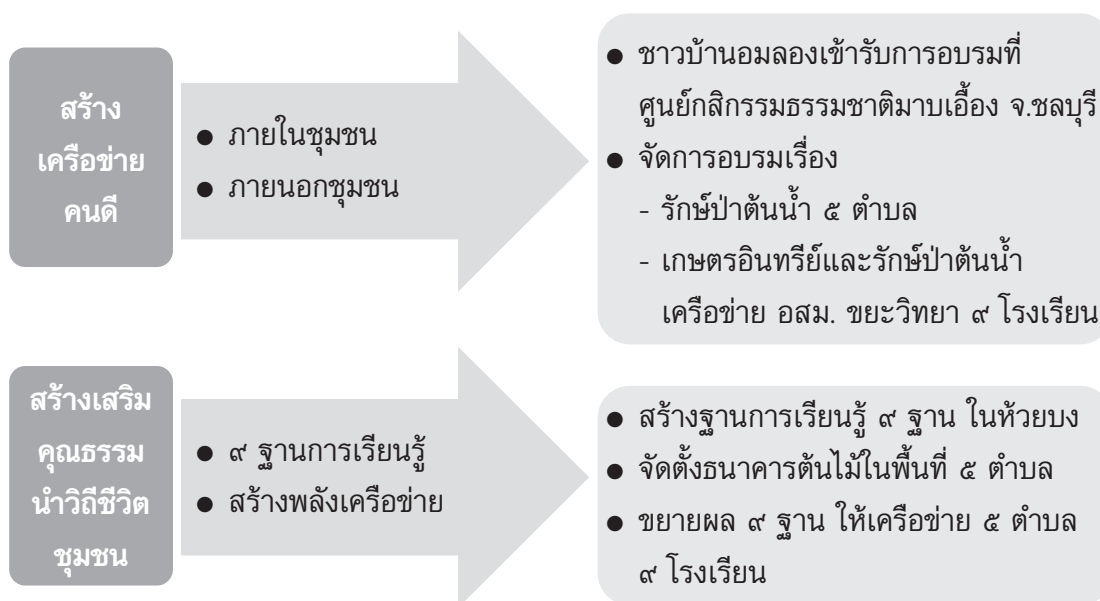 สร้าง
เครือข่าย
คนดี
● ภายในชุมชน
● ภายนอกชุมชน
● ชาวบ้านอมลองเข้ารับการอบรมที่
ศูนย์กสิกรรมธรรมชาติมาบเอื้อง จ.ชลบุรี
● จัดการอบรมเรื่อง
- รักษ์ป่าต้นน้ำ ๕ ตำบล
- เกษตรอินทรีย์และรักษ์ป่าต้นน้ำ
เครือข่าย อสม. ขยะวิทยา ๙ โรงเรียน
สร้างเสริม
คุณธรรม
นำวิถีชีวิต
ชุมชน
● ๙ ฐานการเรียนรู้
● สร้างพลังเครือข่าย
● สร้างฐานการเรียนรู้ ๙ ฐาน ในห้วยบง
● จัดตั้งธนาคารต้นไม้ในพื้นที่ ๕ ตำบล
● ขยายผล ๙ ฐาน ให้เครือข่าย ๕ ตำบล
๙ โรงเรียน